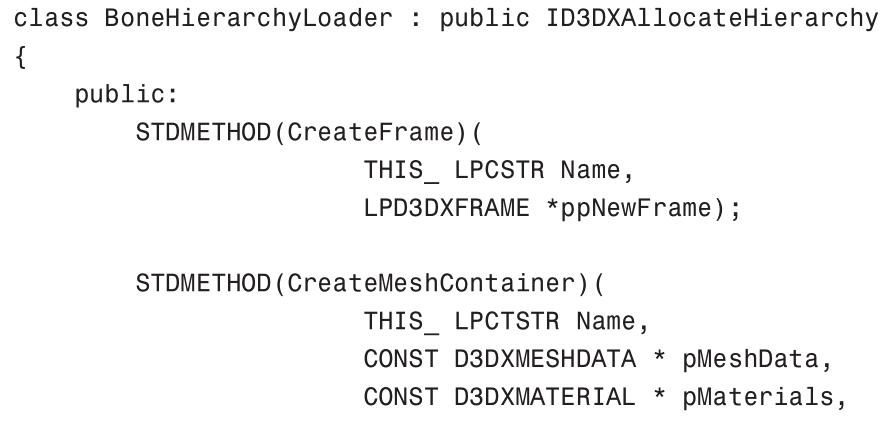 class BoneHierarchyLoader : public ID3DXAllocateHierarchy
{
    public:
        STDMETHOD(CreateFrame)(
                       THIS_ LPCSTR Name,
                       LPD3DXFRAME *ppNewFrame);

        STDMETHOD(CreateMeshContainer)(
                       THIS_ LPCTSTR Name,
                       CONST D3DXMESHDATA * pMeshData,
                       CONST D3DXMATERIAL * pMaterials,